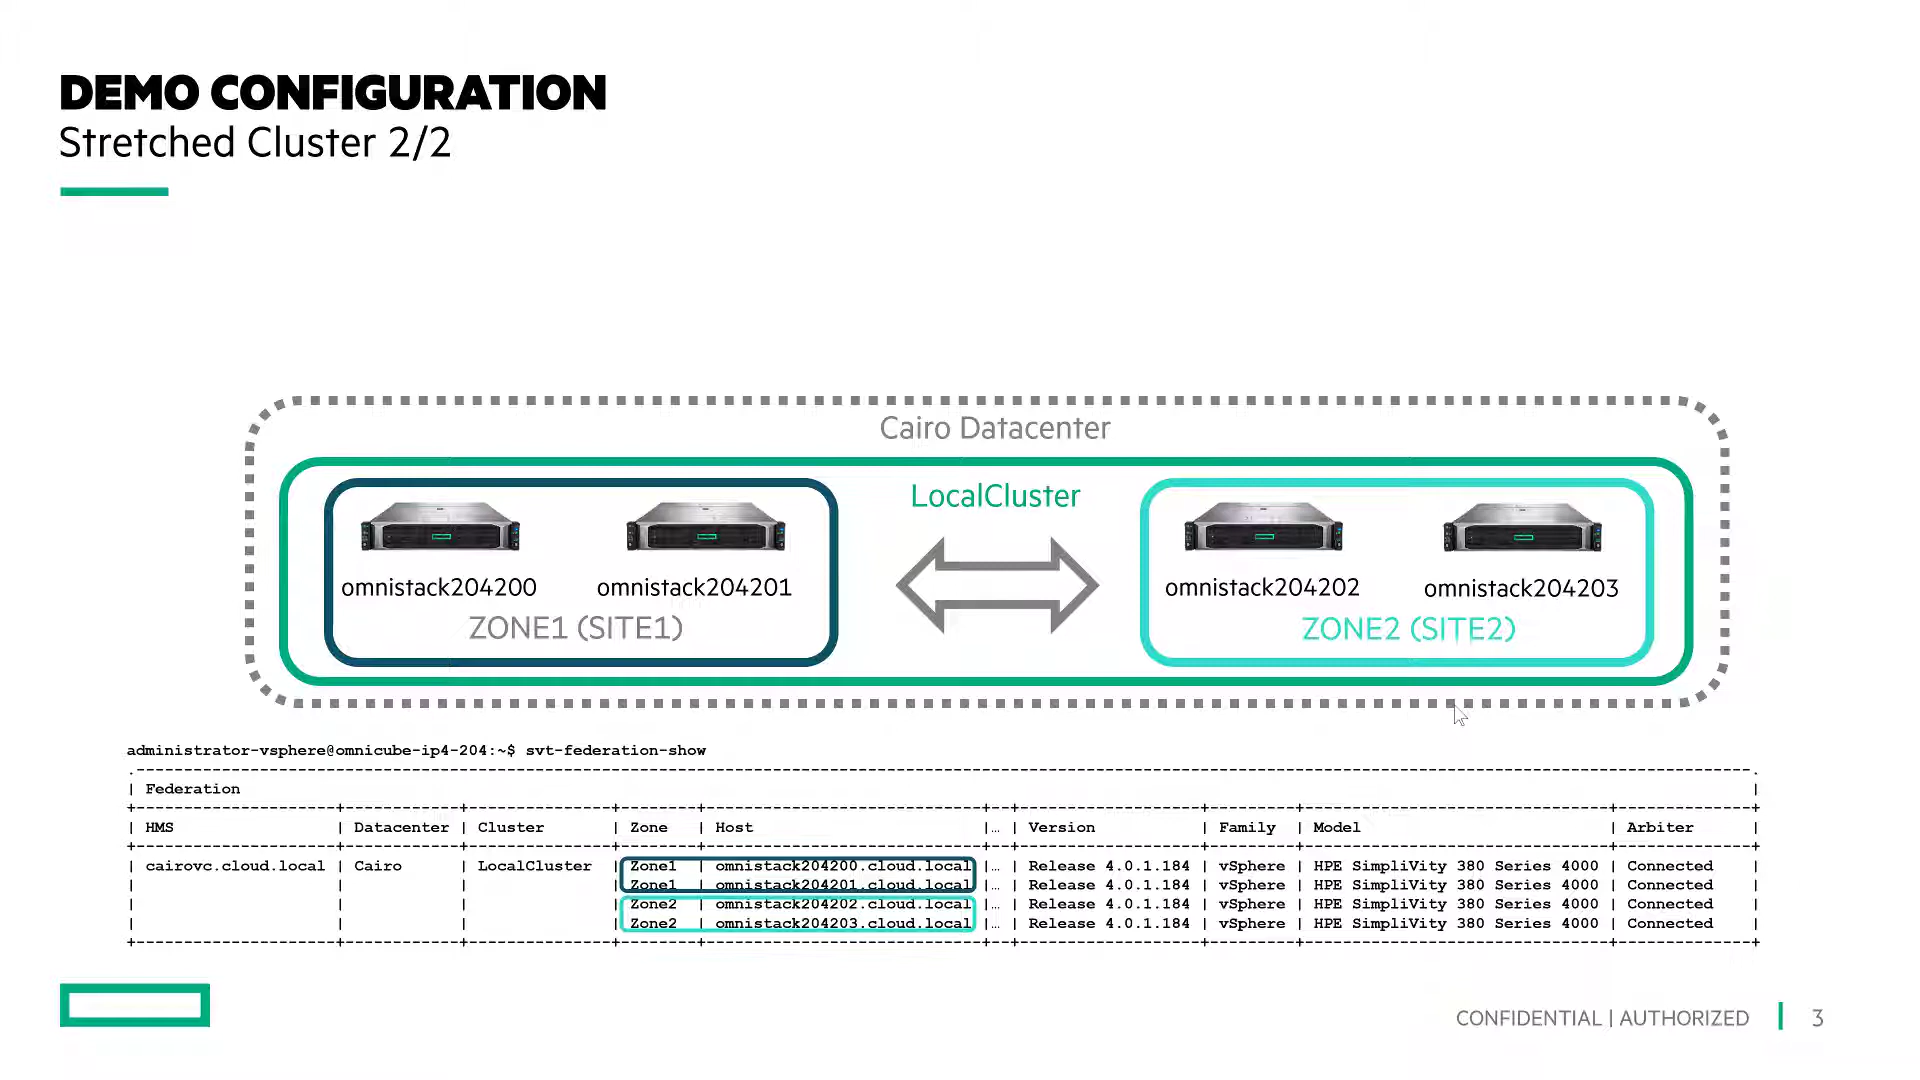 DEMO CONFIGURATION
Stretched Cluster 2/2
Cairo Datacenter
LocalCluster
omnistack204200 omnistack204201 omnistack204202 omnistack204203
ZONE1 (SITE1) ZONE2 (SITE2)
administrator-vsphere@omnicube-ip4-204:~$ svt-federation-show
| Federation |
| HMS | Datacenter | Cluster | Zone | Host |… | Version | Family | Model | Arbiter |
| cairovc.cloud.local | Cairo | LocalCluster | Zone1 | omnistack204200.cloud.local |… | Release 4.0.1.184 | vSphere | HPE SimpliVity 380 Series 4000 | Connected |
| | | | Zone1 | omnistack204201.cloud.local |… | Release 4.0.1.184 | vSphere | HPE SimpliVity 380 Series 4000 | Connected |
| | | | Zone2 | omnistack204202.cloud.local |… | Release 4.0.1.184 | vSphere | HPE SimpliVity 380 Series 4000 | Connected |
| | | | Zone2 | omnistack204203.cloud.local |… | Release 4.0.1.184 | vSphere | HPE SimpliVity 380 Series 4000 | Connected |
CONFIDENTIAL | AUTHORIZED 3